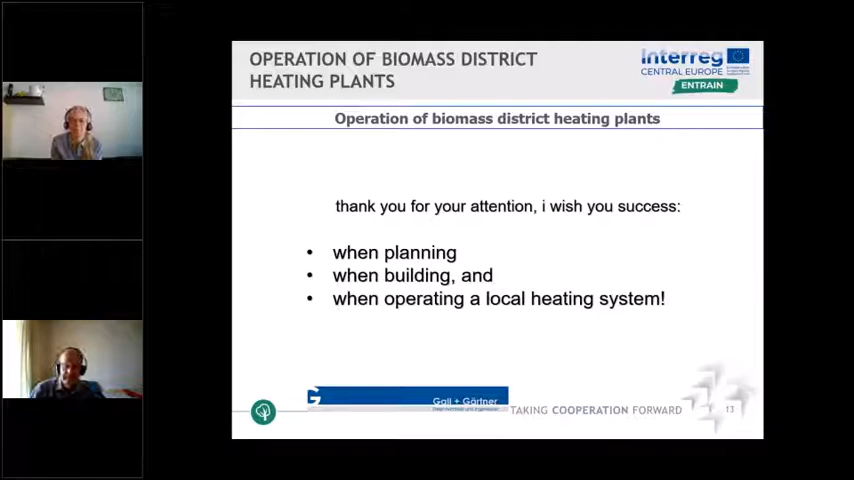 OPERATION OF BIOMASS DISTRICT
HEATING PLANTS
Interreg
CENTRAL EUROPE
ENTRAIN
Operation of biomass district heating plants
thank you for your attention, i wish you success:
• when planning
• when building, and
• when operating a local heating system!
G
Gall + Gärtner
TAKING COOPERATION FORWARD
13